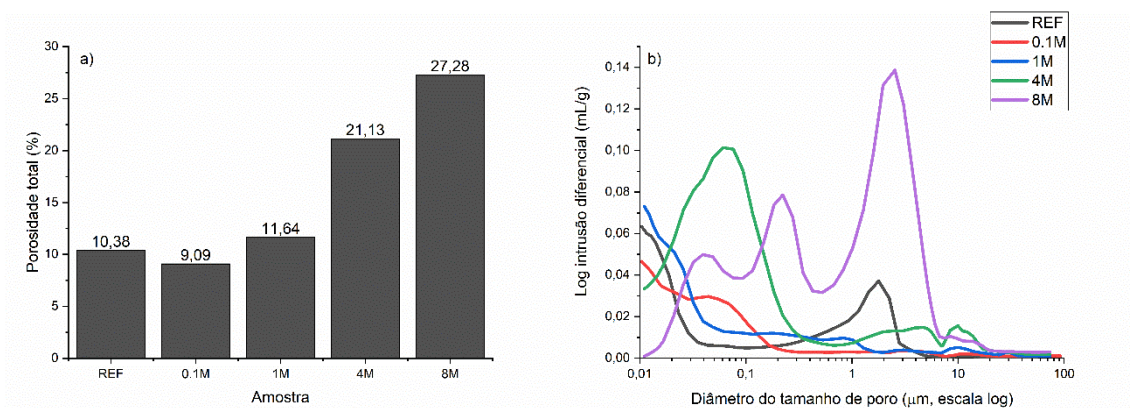 a)
Porosidade total (%)
30
25
20
15
10
5
0
10,38
9,09
11,64
21,13
27,28
REF
0.1M
1M
4M
8M
Amostra
b)
REF
0.1M
1M
4M
8M
Log intrusão diferencial (mL/g)
0,14
0,12
0,10
0,08
0,06
0,04
0,02
0,00
0,01
0,1
1
10
100
Diâmetro do tamanho de poro (μm, escala log)